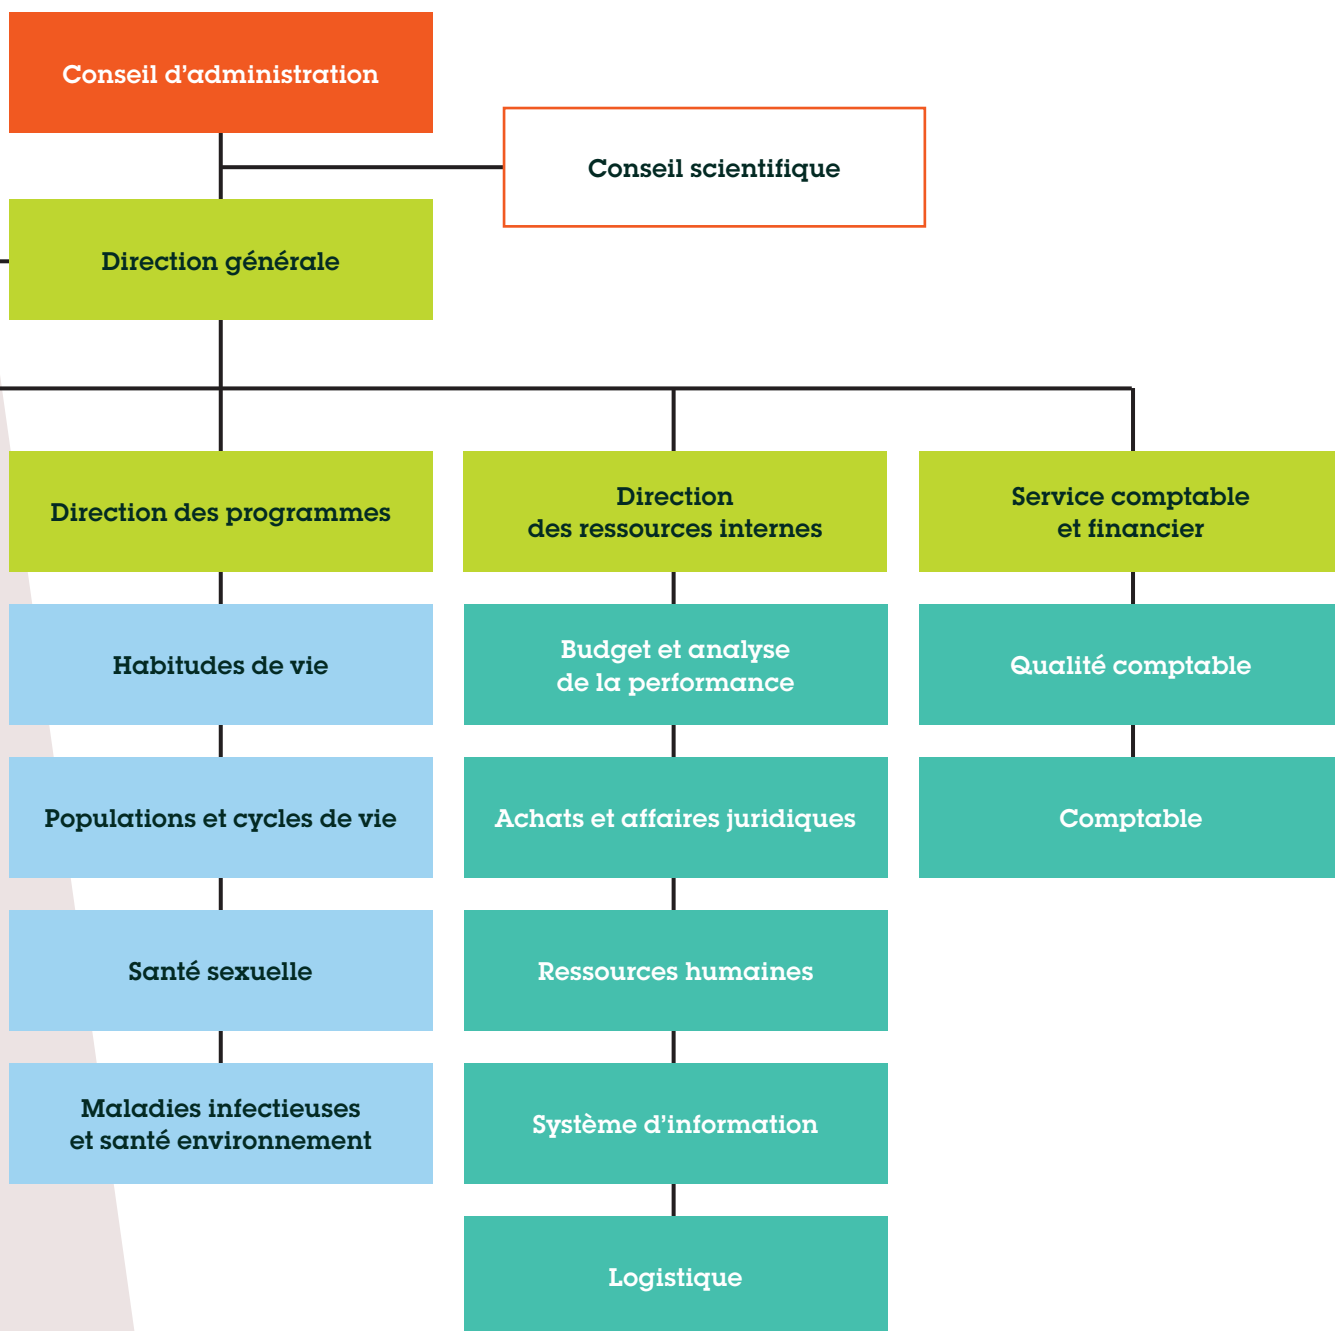 Conseil d’administration
Conseil scientifique
Direction générale
Direction des programmes
Direction
des ressources internes
Service comptable
et financier
Habitudes de vie
Budget et analyse
de la performance
Qualité comptable
Populations et cycles de vie
Achats et affaires juridiques
Comptable
Santé sexuelle
Ressources humaines
Maladies infectieuses
et santé environnement
Système d’information
Logistique